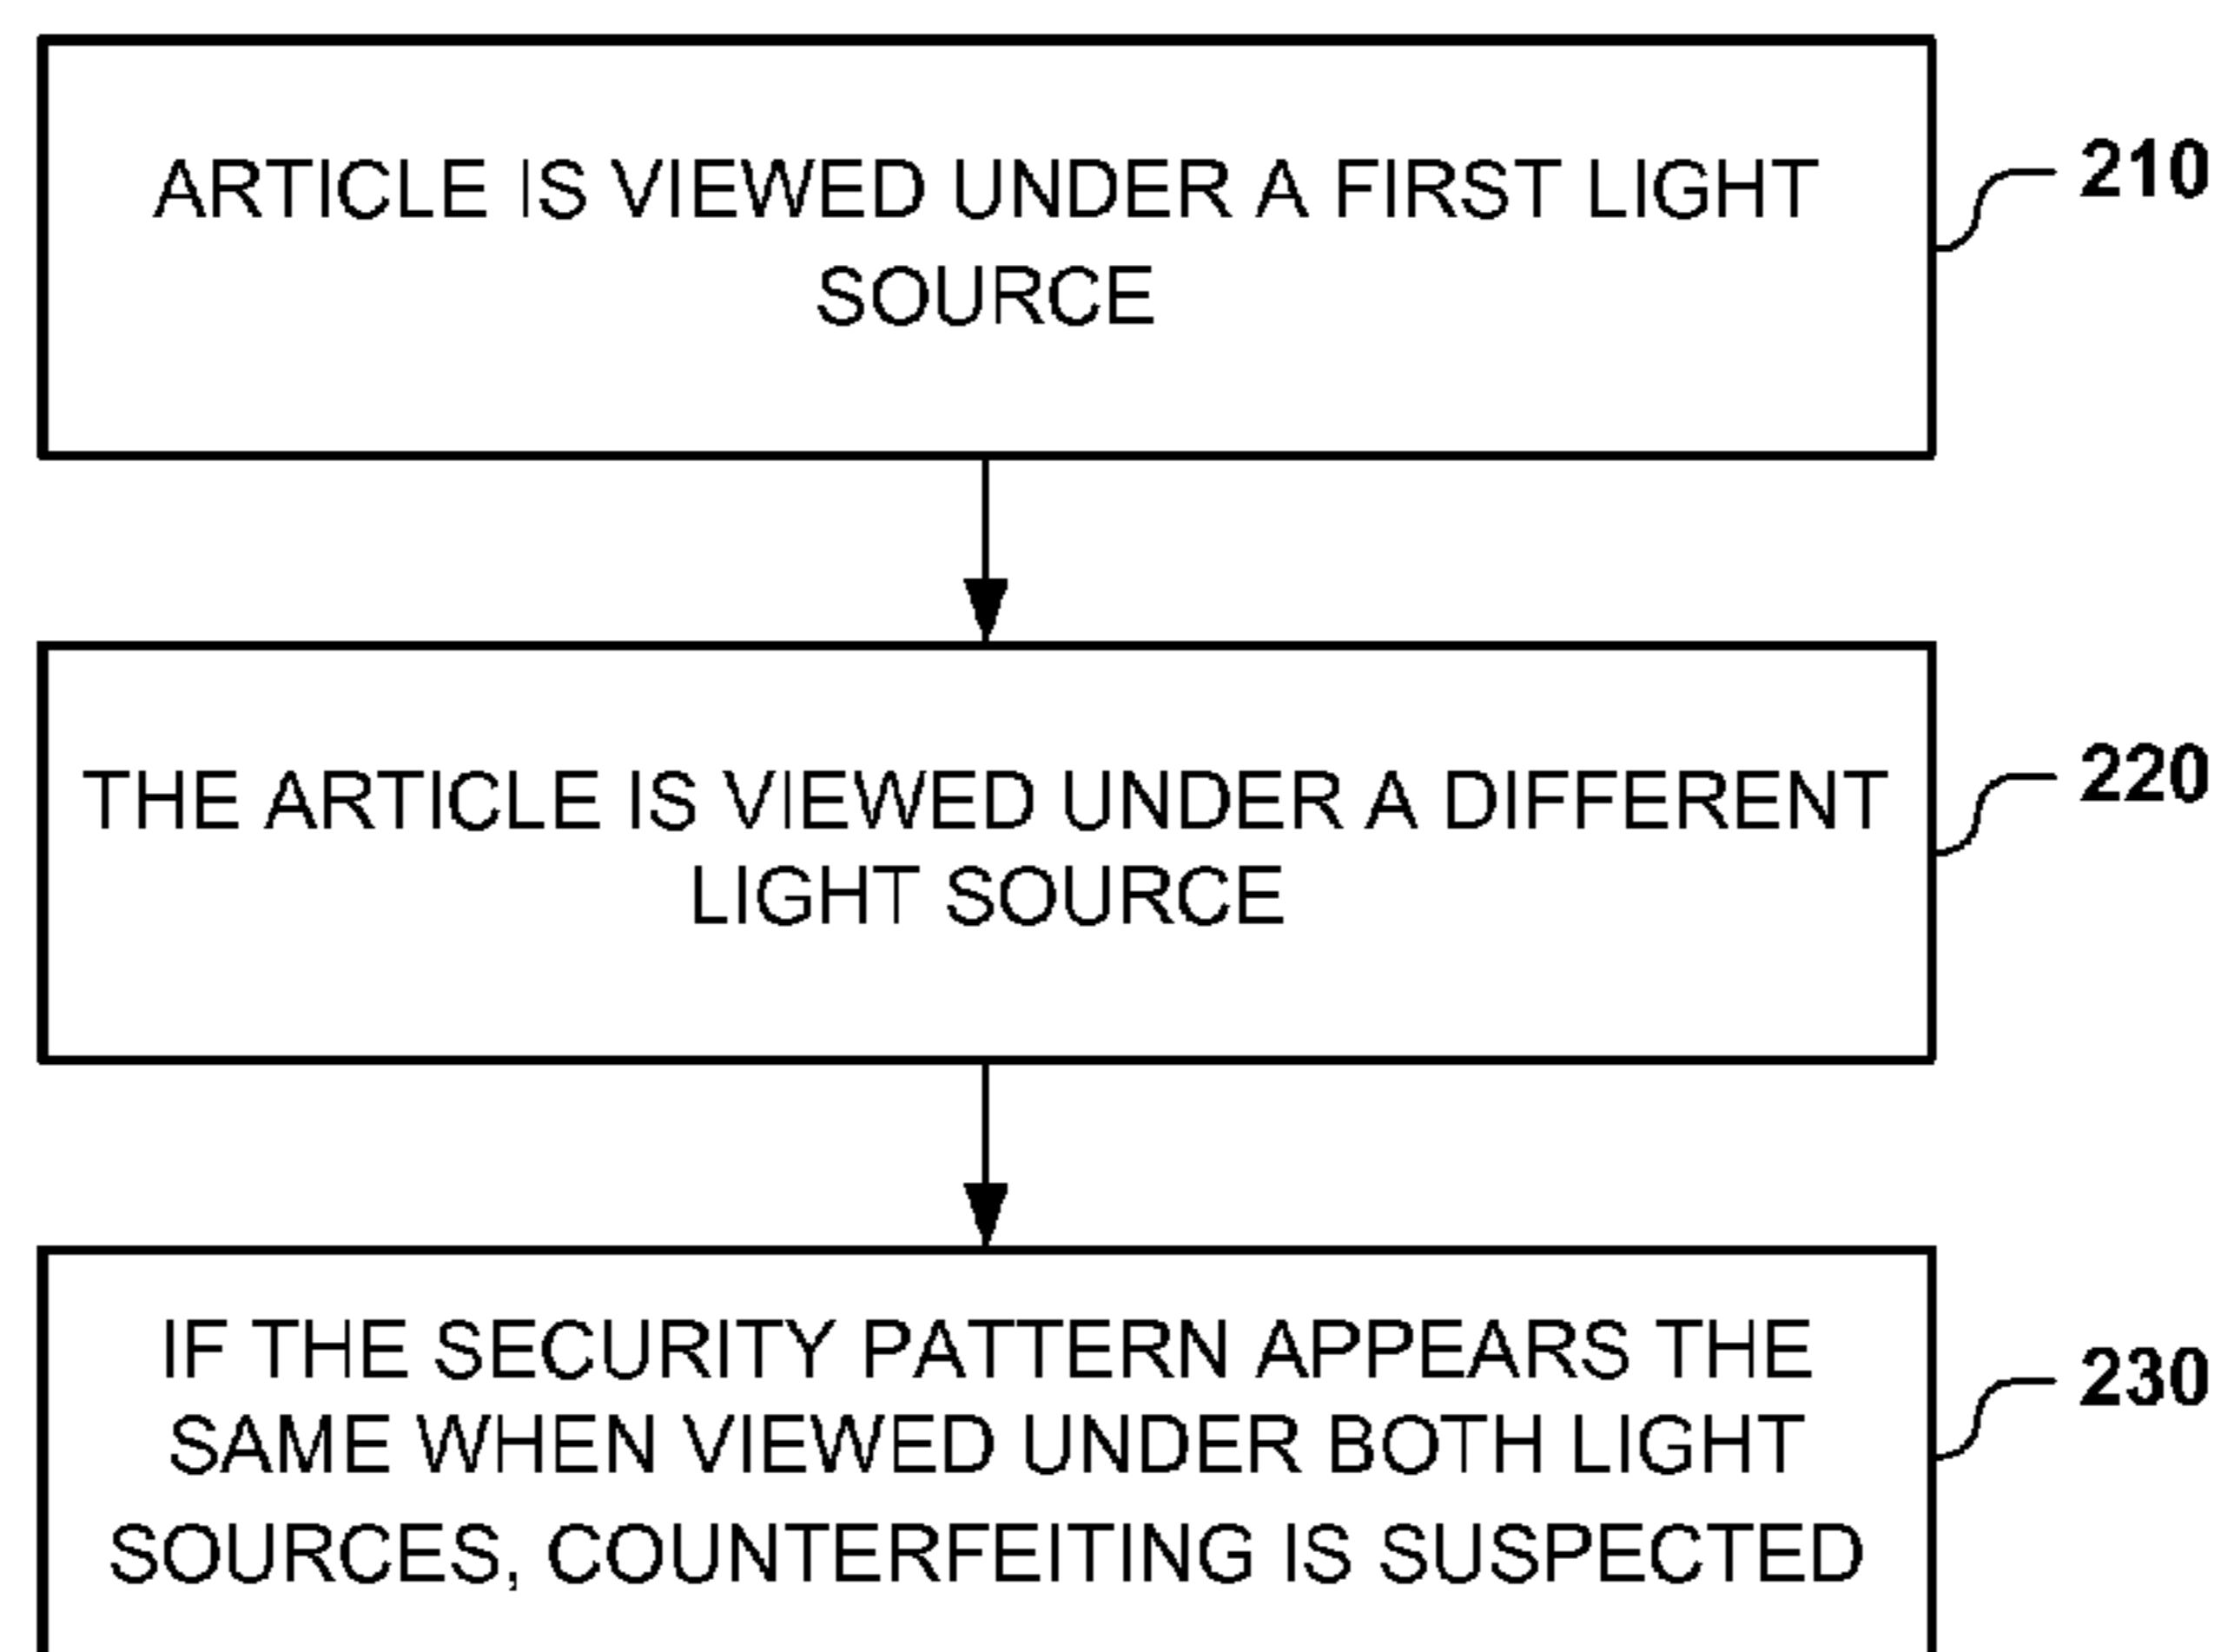 ARTICLE IS VIEWED UNDER A FIRST LIGHT
SOURCE
210
THE ARTICLE IS VIEWED UNDER A DIFFERENT
LIGHT SOURCE
220
IF THE SECURITY PATTERN APPEARS THE
SAME WHEN VIEWED UNDER BOTH LIGHT
SOURCES, COUNTERFEITING IS SUSPECTED
230